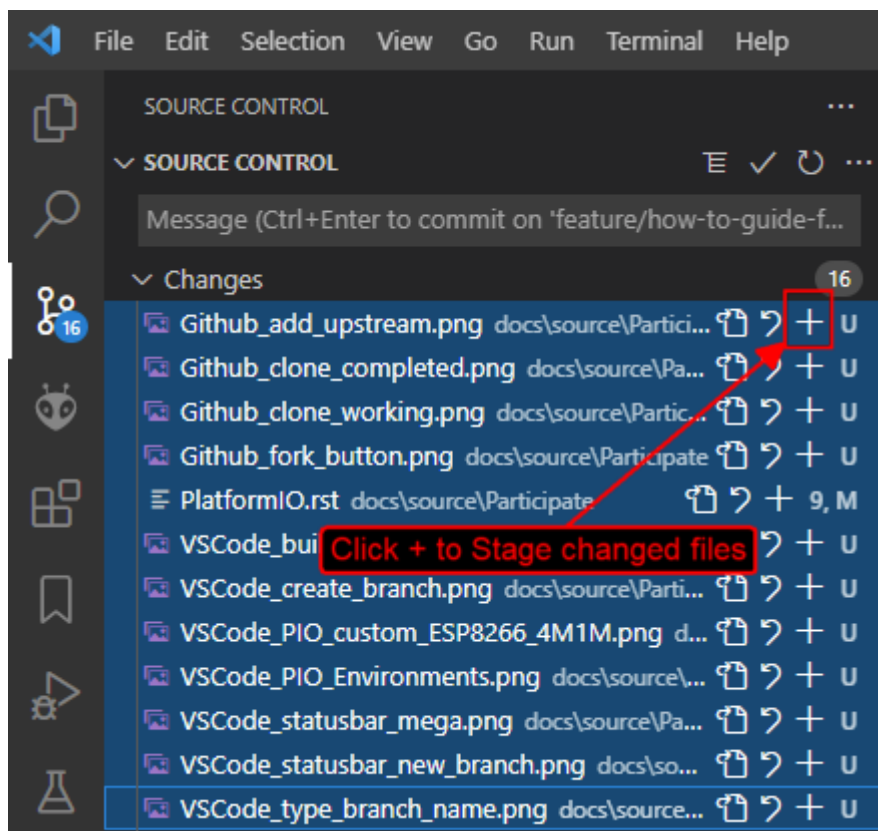 File Edit Selection View Go Run Terminal Help
SOURCE CONTROL ...
SOURCE CONTROL ...
Message (Ctrl+Enter to commit on 'feature/how-to-guide-f...
Changes 16
Github_add_upstream.png docs\source\Partici... + U
16
Github_clone_completed.png docs\source\Pa... + U
Github_clone_working.png docs\source\Partic... + U
Github_fork_button.png docs\source\Participate + U
PlatformIO.rst docs\source\Participate + 9, M
VSCode_bui + U
Click + to Stage changed files
VSCode_create_branch.png docs\source\Parti... + U
VSCode_PIO_custom_ESP8266_4M1M.png d... + U
VSCode_PIO_Environments.png docs\source\... + U
VSCode_statusbar_mega.png docs\source\Pa... + U
VSCode_statusbar_new_branch.png docs\so... + U
VSCode_type_branch_name.png docs\source... + U